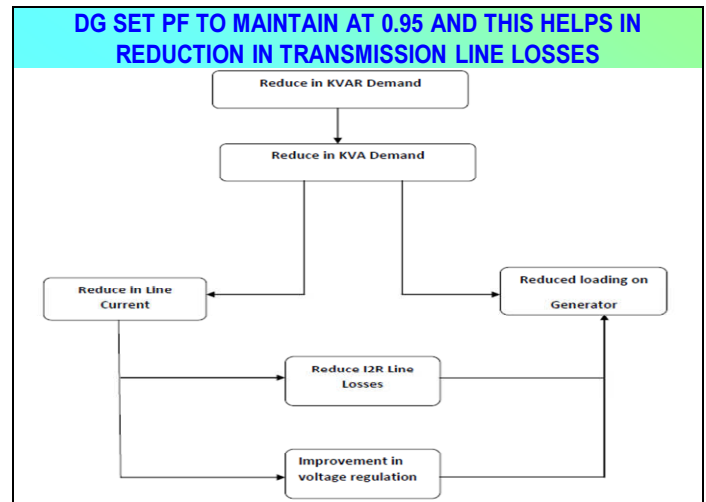 DG SET PF TO MAINTAIN AT 0.95 AND THIS HELPS IN
REDUCTION IN TRANSMISSION LINE LOSSES
Reduce in KVAR Demand
Reduce in KVA Demand
Reduce in Line
Current
Reduced loading on
Generator
Reduce I2R Line
Losses
Improvement in
voltage regulation